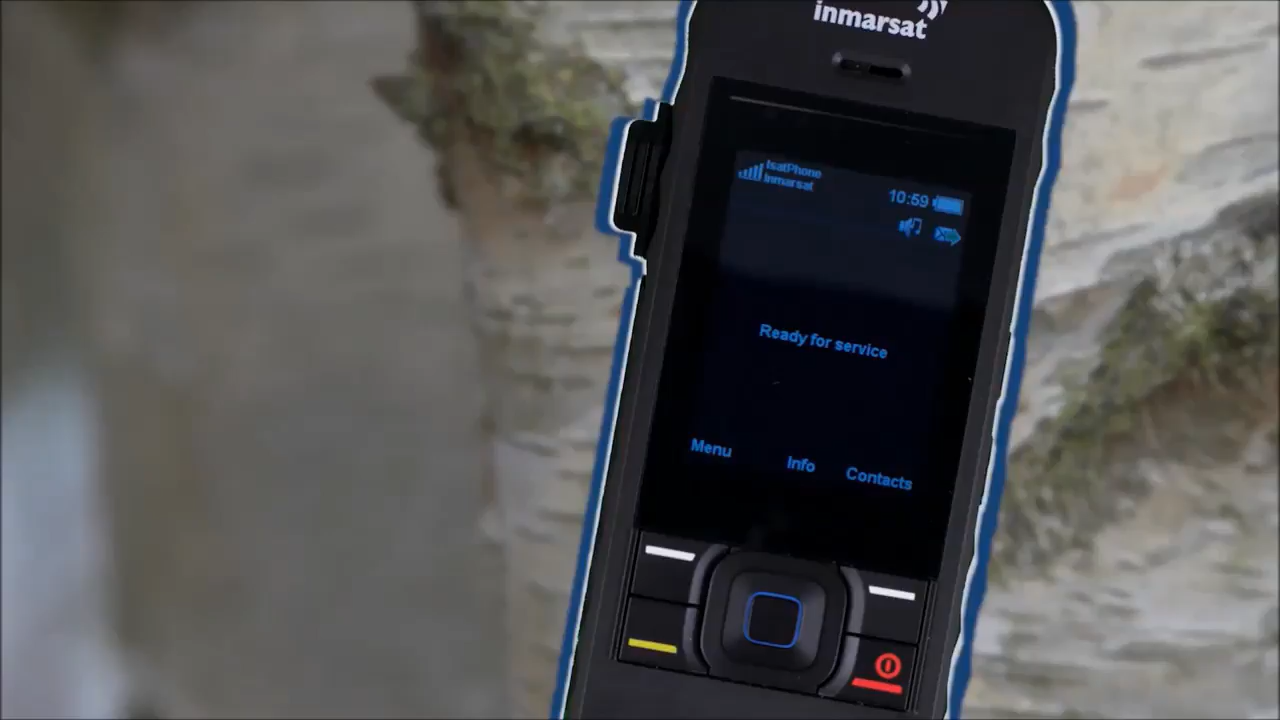 inmarsat
IsatPhone
Inmarsat
10:59
Ready for service
Menu
Info
Contacts